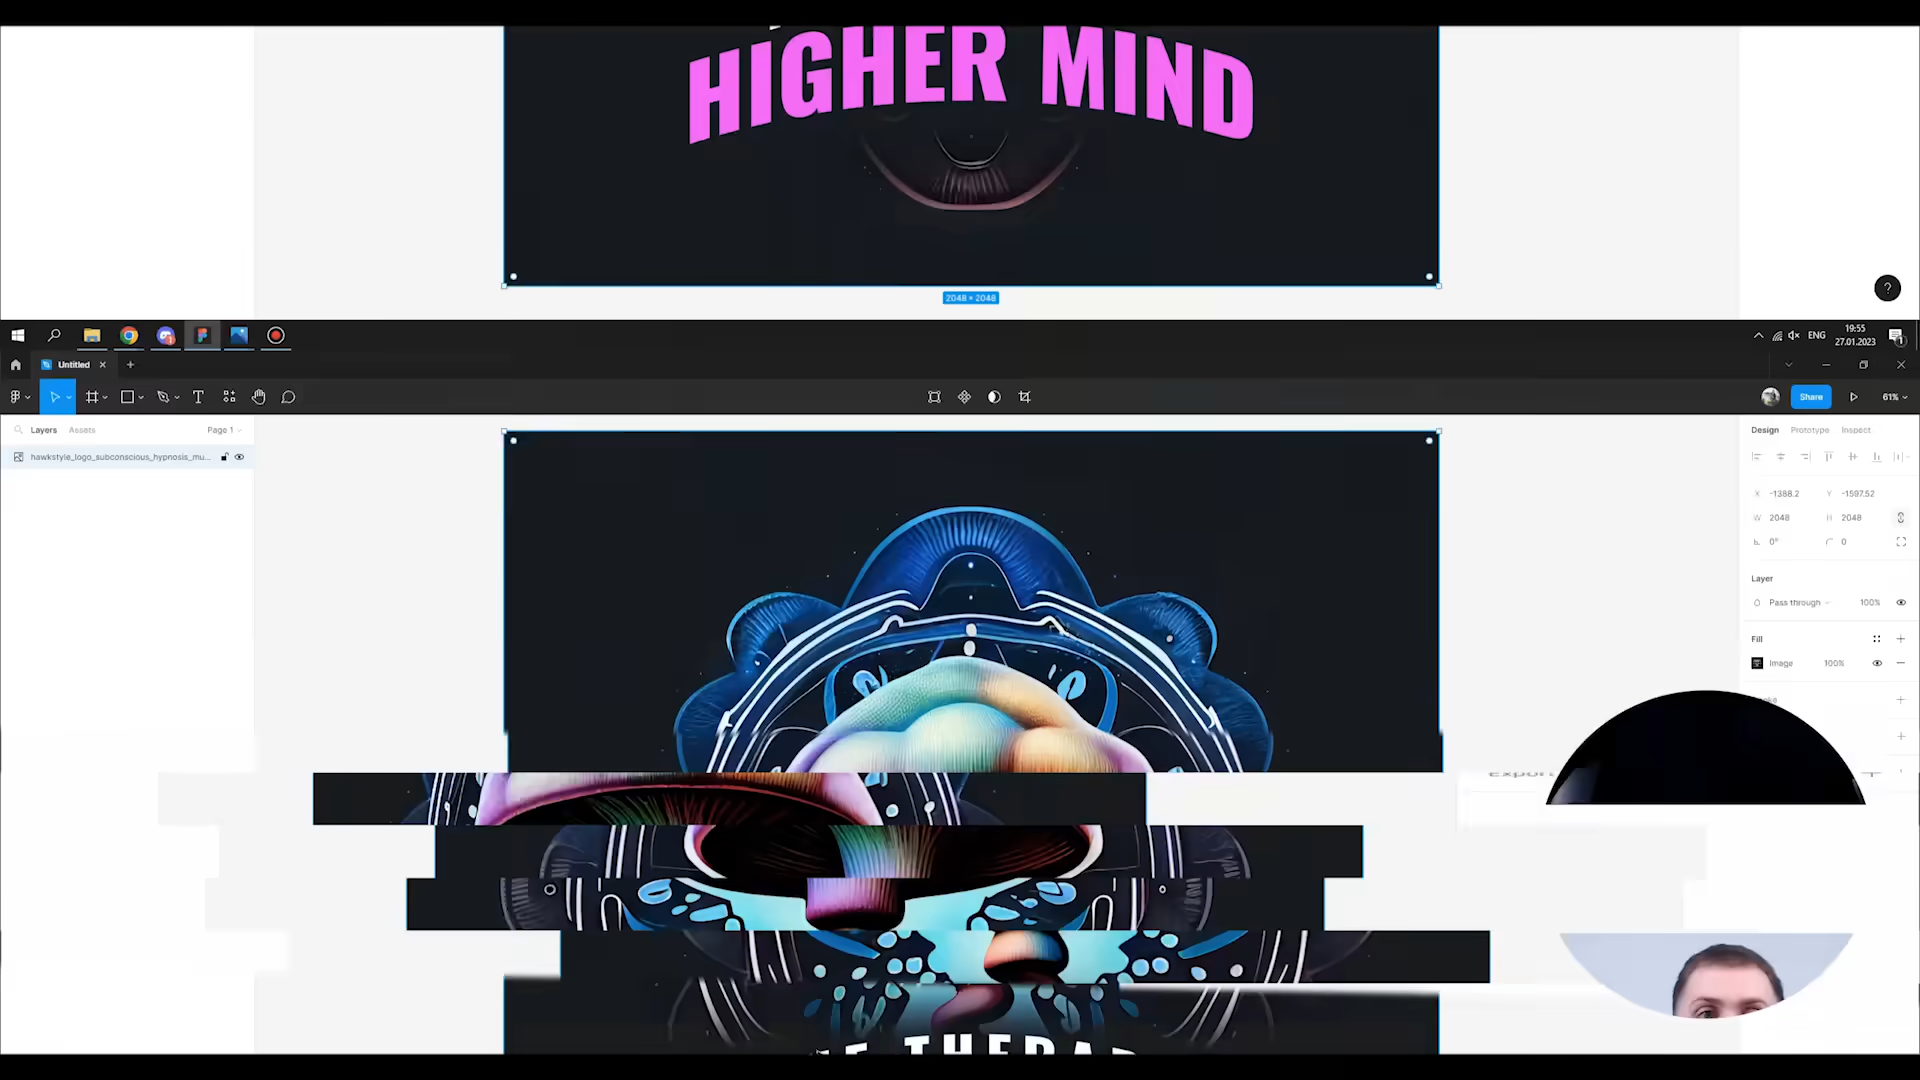 HIGHER MIND
2048 × 2048
?
ENG
19:55
27.01.2023
1
Untitled
Share
61%
Layers
Assets
Page 1
Design
Prototype
Inspect
hawkstyle_logo_subconscious_hypnosis_mu...
X -1388.2
Y -1597.52
W 2048
H 2048
0°
0
Layer
Pass through
100%
Fill
Image
100%